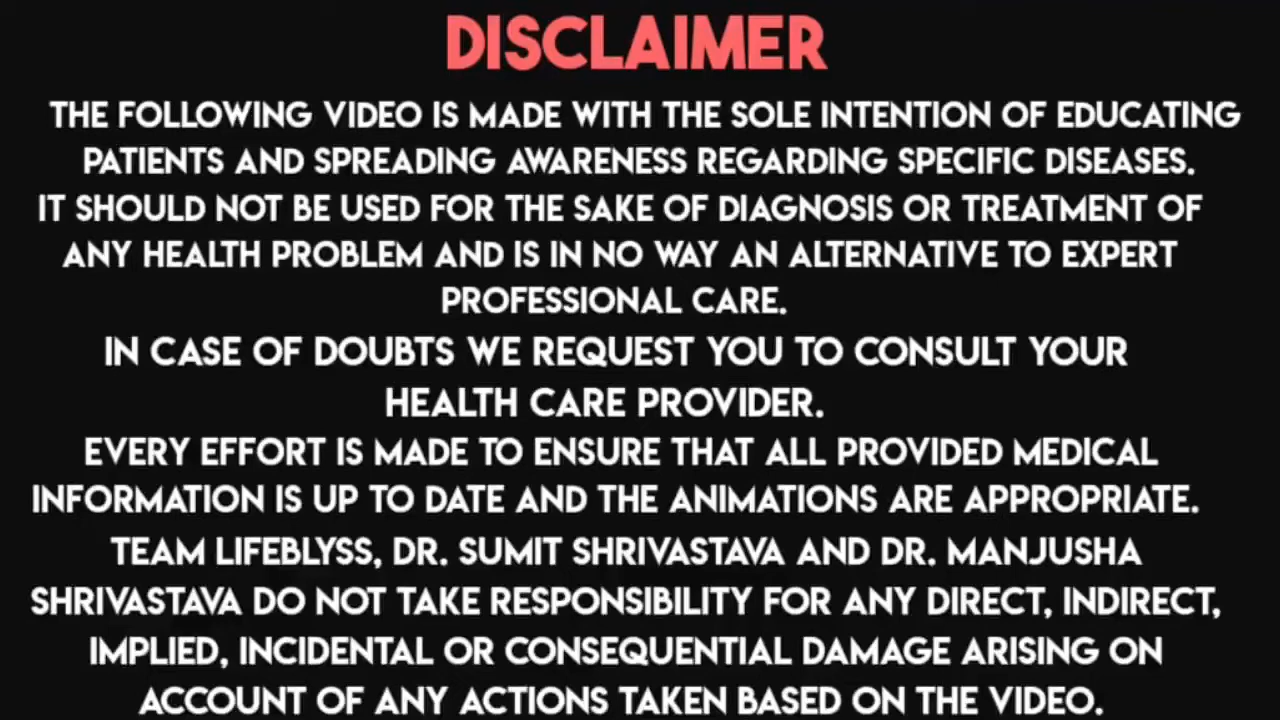 DISCLAIMER
THE FOLLOWING VIDEO IS MADE WITH THE SOLE INTENTION OF EDUCATING
PATIENTS AND SPREADING AWARENESS REGARDING SPECIFIC DISEASES.
IT SHOULD NOT BE USED FOR THE SAKE OF DIAGNOSIS OR TREATMENT OF
ANY HEALTH PROBLEM AND IS IN NO WAY AN ALTERNATIVE TO EXPERT
PROFESSIONAL CARE.
IN CASE OF DOUBTS WE REQUEST YOU TO CONSULT YOUR
HEALTH CARE PROVIDER.
EVERY EFFORT IS MADE TO ENSURE THAT ALL PROVIDED MEDICAL
INFORMATION IS UP TO DATE AND THE ANIMATIONS ARE APPROPRIATE.
TEAM LIFEBLYSS, DR. SUMIT SHRIVASTAVA AND DR. MANJUSHA
SHRIVASTAVA DO NOT TAKE RESPONSIBILITY FOR ANY DIRECT, INDIRECT,
IMPLIED, INCIDENTAL OR CONSEQUENTIAL DAMAGE ARISING ON
ACCOUNT OF ANY ACTIONS TAKEN BASED ON THE VIDEO.